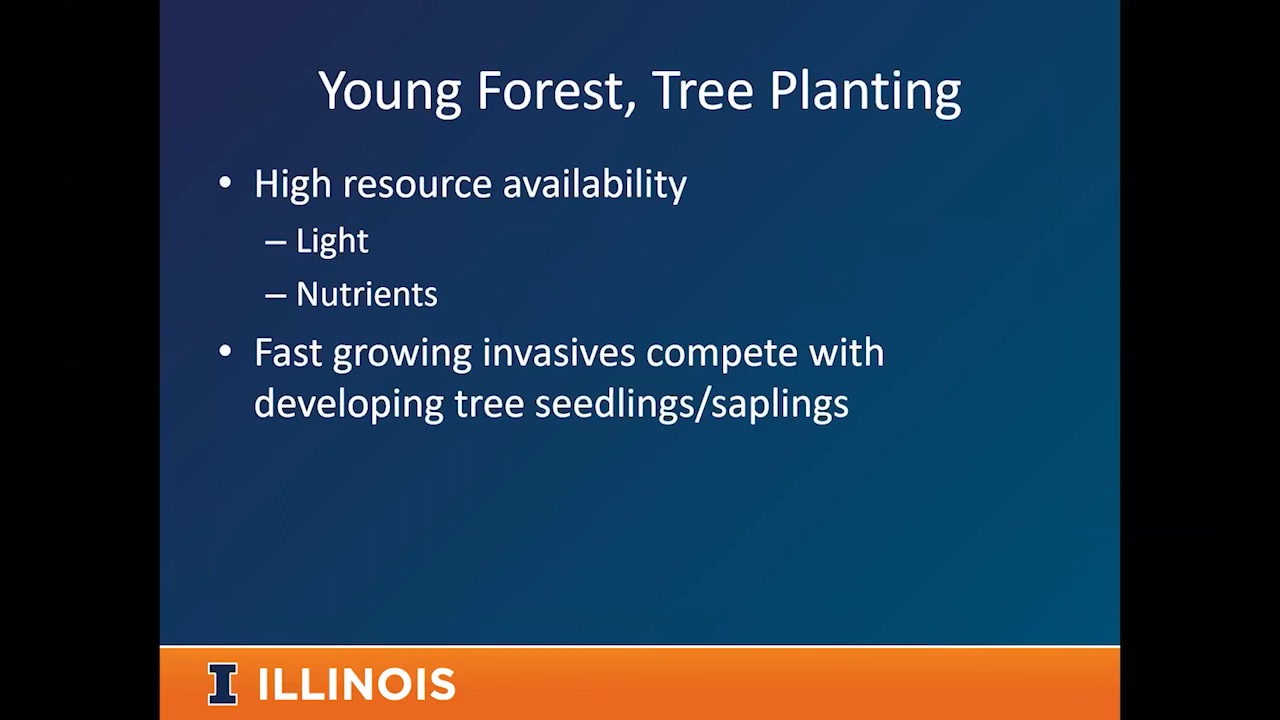 Young Forest, Tree Planting
• High resource availability
– Light
– Nutrients
• Fast growing invasives compete with
developing tree seedlings/saplings
I ILLINOIS